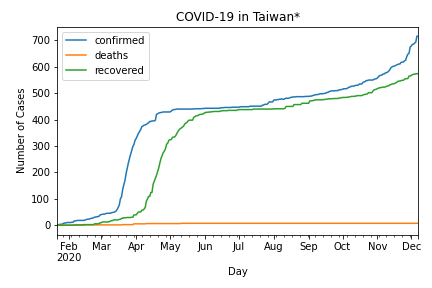 COVID-19 in Taiwan*
confirmed
deaths
recovered
Number of Cases
700
600
500
400
300
200
100
0
Feb Mar Apr May Jun Jul Aug Sep Oct Nov Dec
2020
Day